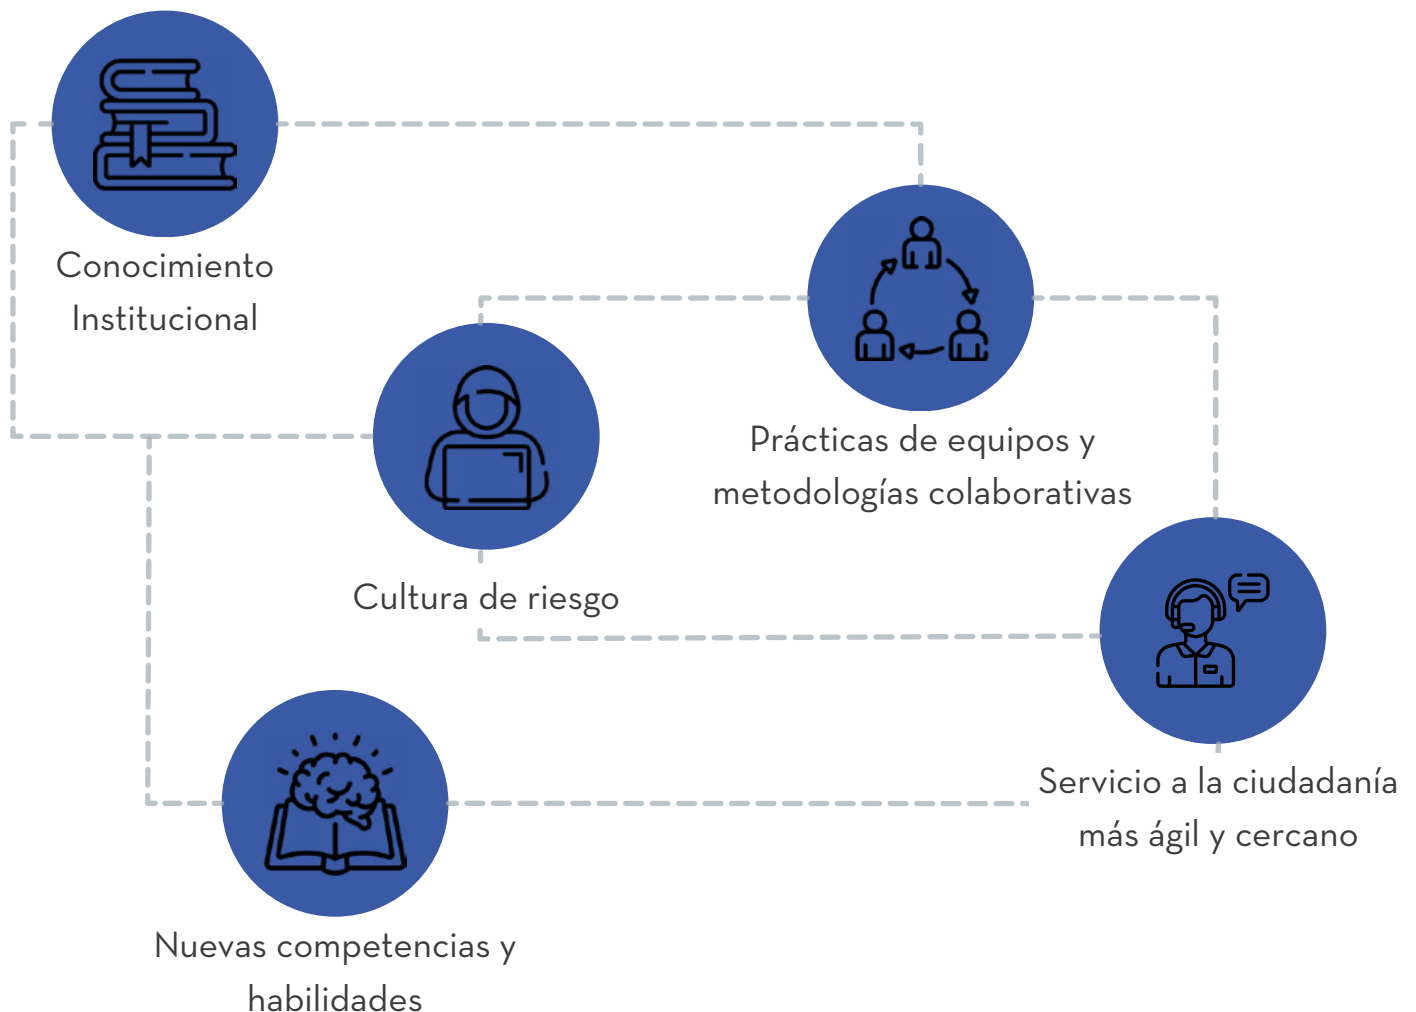 Conocimiento
Institucional
Prácticas de equipos y
metodologías colaborativas
Cultura de riesgo
Servicio a la ciudadanía
más ágil y cercano
Nuevas competencias y
habilidades